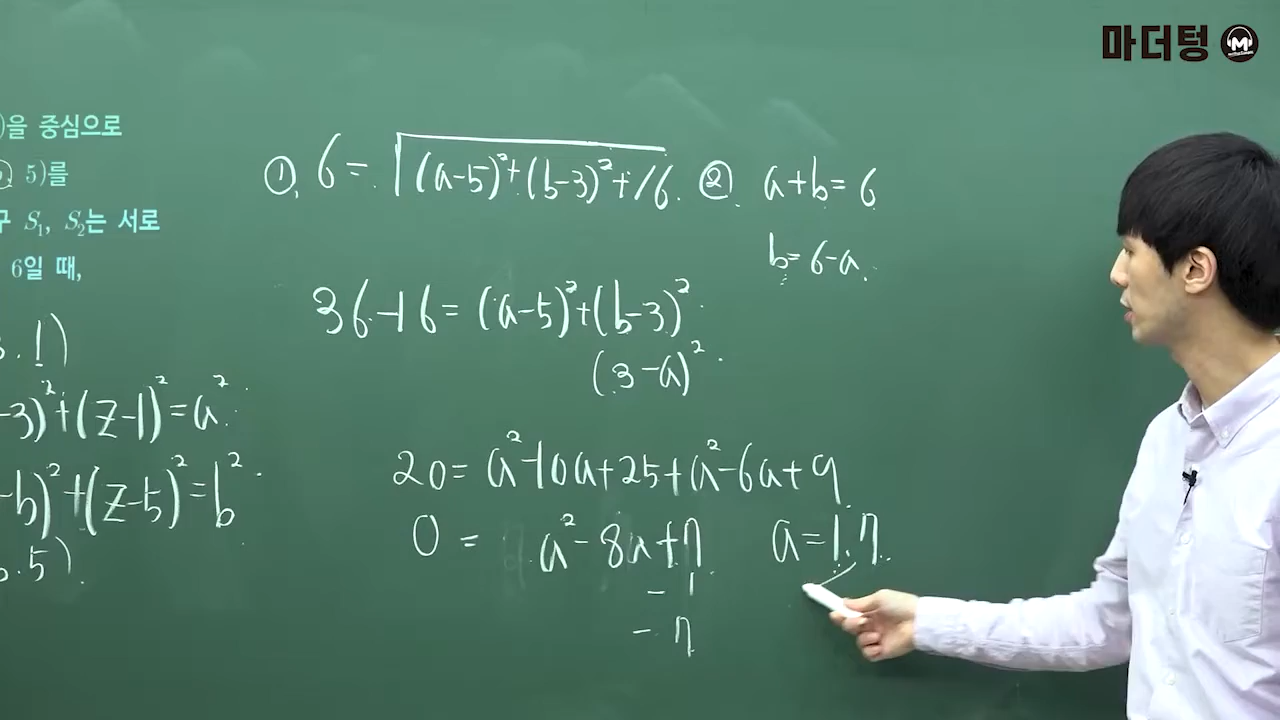 마더텅 M
)을 중심으로
5)를
구 S₁, S₂는 서로
6일 때,
3. 1)
-3)²+(z-1)²=a²
-b)²+(z-5)²=b²
5)
① 6 = √(a-5)²+(b-3)²+16
36-16 = (a-5)²+(b-3)²
(3-a)²
20 = a²-10a+25+a²-6a+9
0 = a²-8a+7
-1
-7
② a+b=6
b=6-a
a=1.7